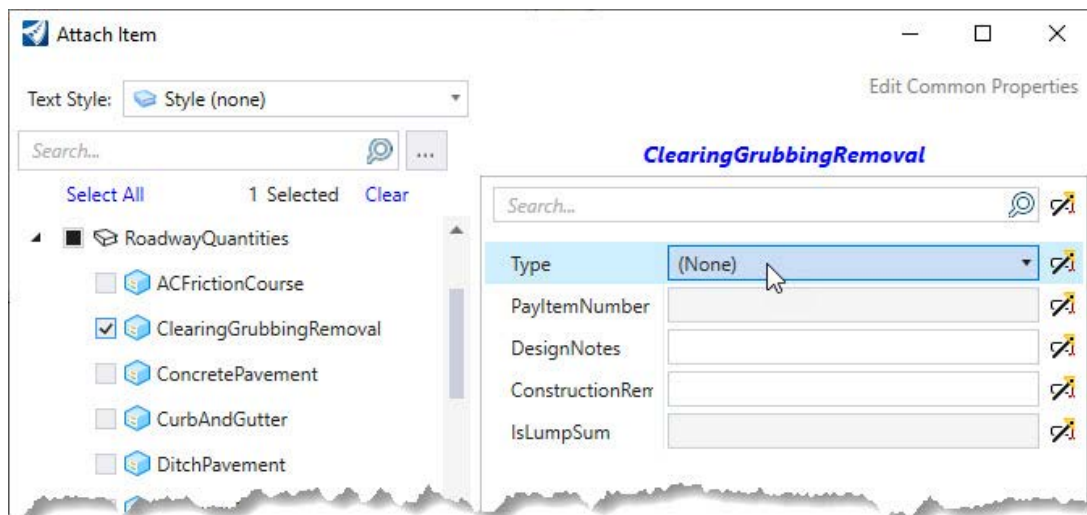 Attach Item
Edit Common Properties
Text Style: Style (none)
Search... ...
ClearingGrubbingRemoval
Select All 1 Selected Clear
Search...
RoadwayQuantities
ACFrictionCourse
ClearingGrubbingRemoval
ConcretePavement
CurbAndGutter
DitchPavement
Type (None)
PayItemNumber
DesignNotes
ConstructionRem
IsLumpSum